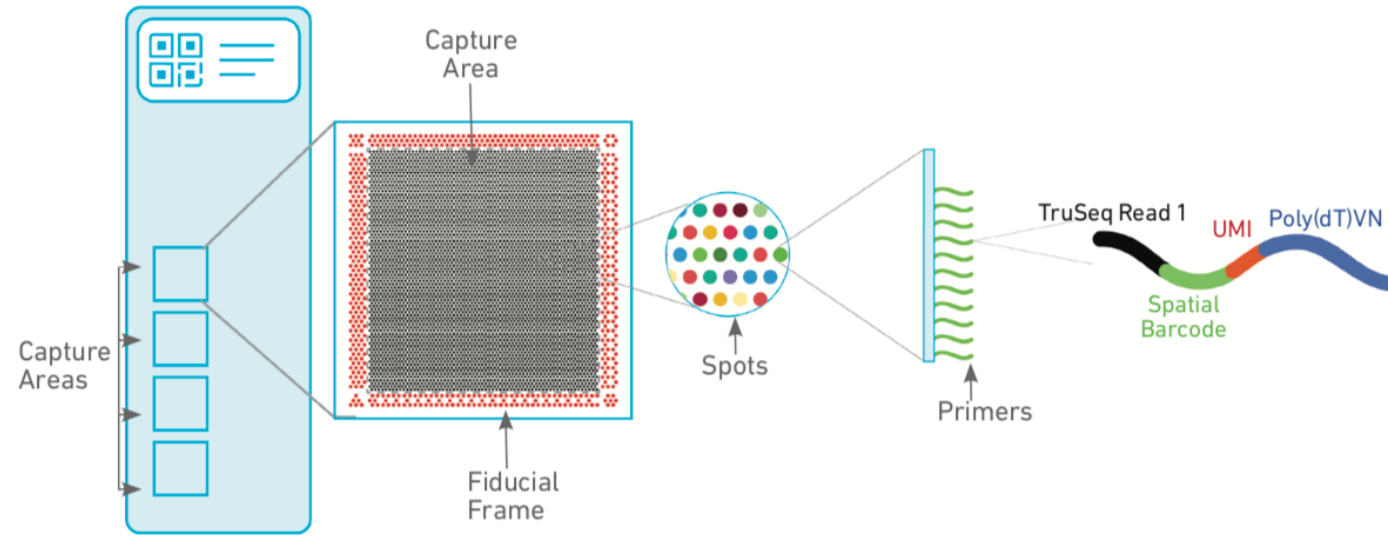 Capture
Area
Capture
Areas
Fiducial
Frame
Spots
Primers
TruSeq Read 1
UMI
Poly(dT)VN
Spatial
Barcode